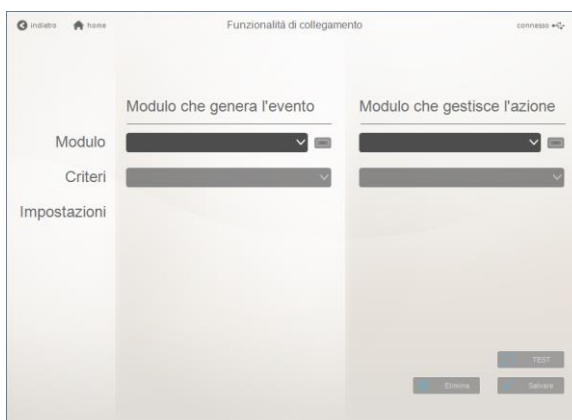 indietro home Funzionalità di collegamento connesso
Modulo che genera l'evento Modulo che gestisce l'azione
Modulo
Criteri
Impostazioni
TEST
Elimina Salvare